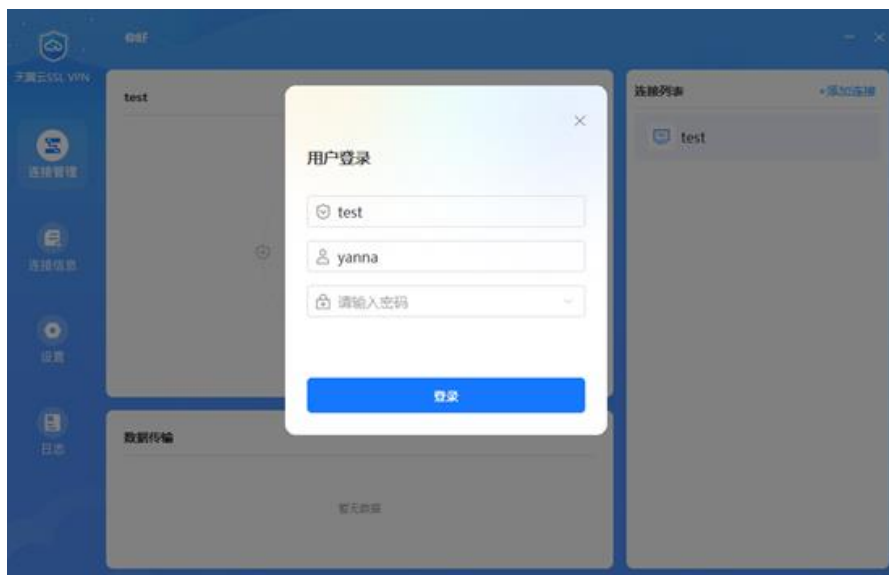 天翼云SSL VPN
test
连接列表
+添加连接
test
连接管理
用户登录
test
yanna
请输入密码
登录
连接信息
设置
日志
数据传输
暂无数据